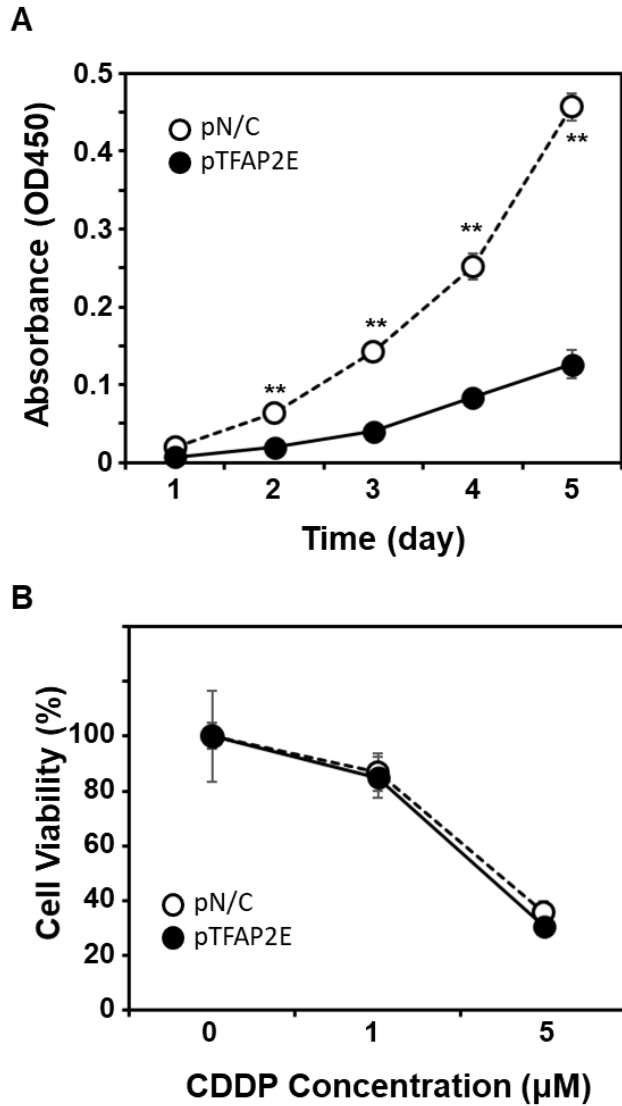 A
Absorbance (OD450)
0.5
0.4
0.3
0.2
0.1
0
pN/C
pTFAP2E
**
**
**
**
1 2 3 4 5
Time (day)
B
Cell Viability (%)
100
80
60
40
20
0
pN/C
pTFAP2E
0 1 5
CDDP Concentration (μM)